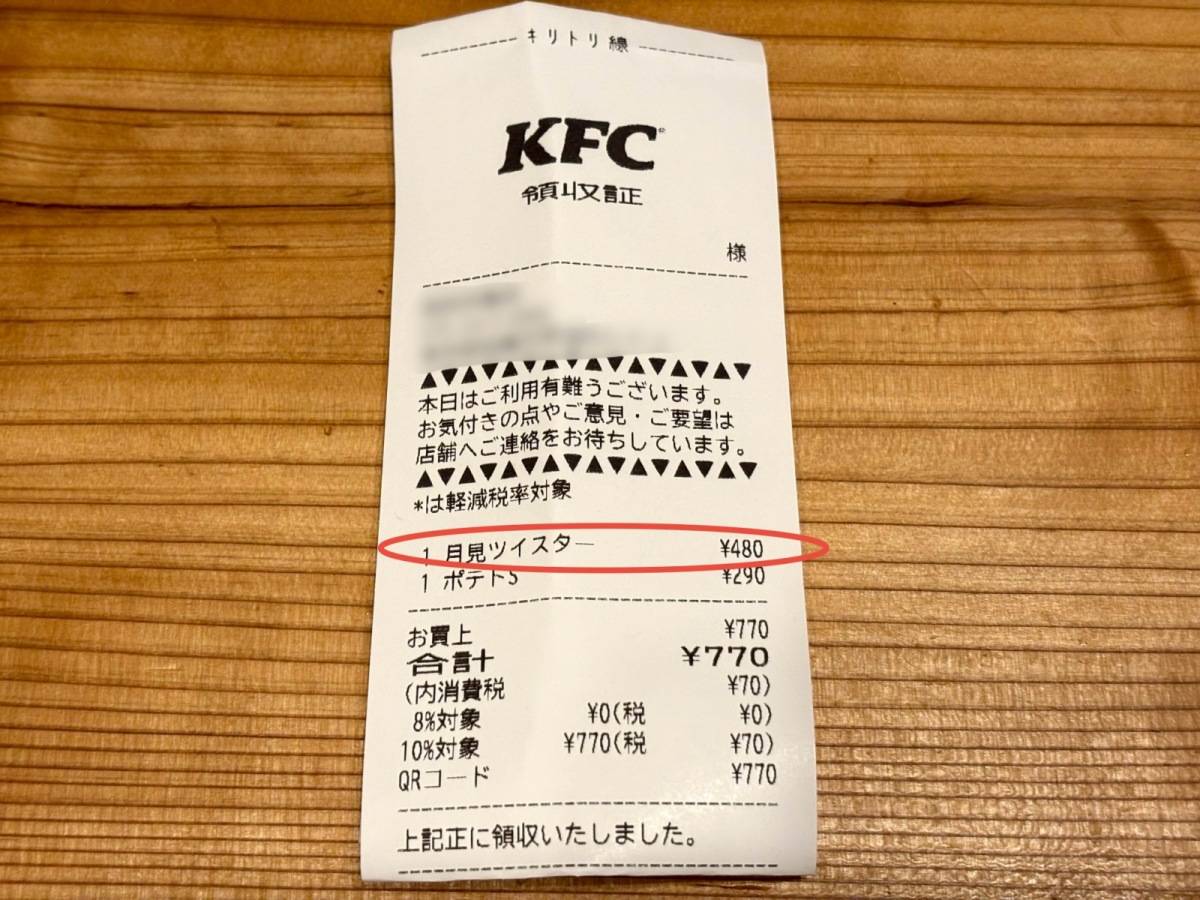 キリトリ線
KFC®
領収証
様
▲▼▲▼▲▼▲▼▲▼▲▼▲▼▲▼
本日はご利用有難うございます。
お気付きの点やご意見・ご要望は
店舗へご連絡をお待ちしています。
▲▼▲▼▲▼▲▼▲▼▲▼▲▼▲▼
*は軽減税率対象
1 月見ツイスター ¥480
1 ポテトS ¥290
お買上 ¥770
合計 ¥770
(内消費税 ¥70)
8%対象 ¥0(税 ¥0)
10%対象 ¥770(税 ¥70)
QRコード ¥770
上記正に領収いたしました。